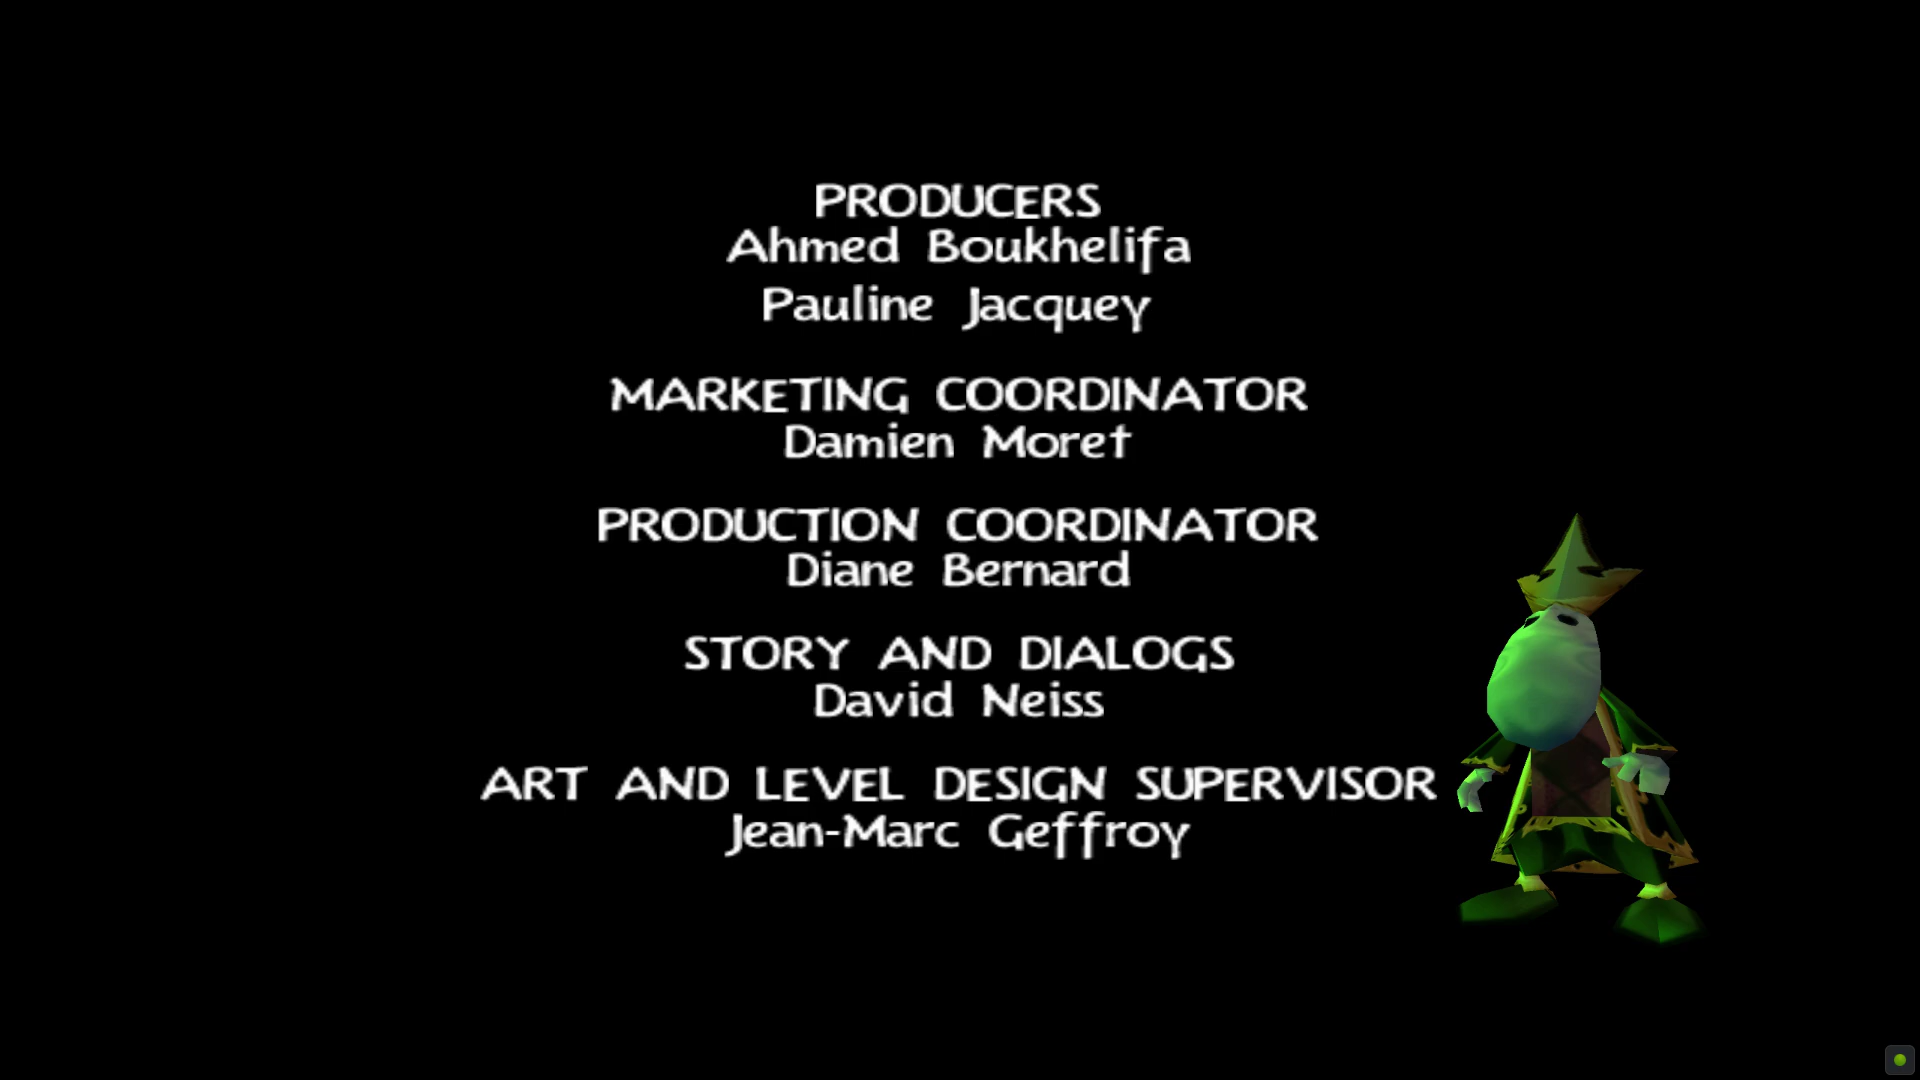 PRODUCERS
Ahmed Boukhelifa
Pauline Jacquey
MARKETING COORDINATOR
Damien Moret
PRODUCTION COORDINATOR
Diane Bernard
STORY AND DIALOGS
David Neiss
ART AND LEVEL DESIGN SUPERVISOR
Jean-Marc Geffroy